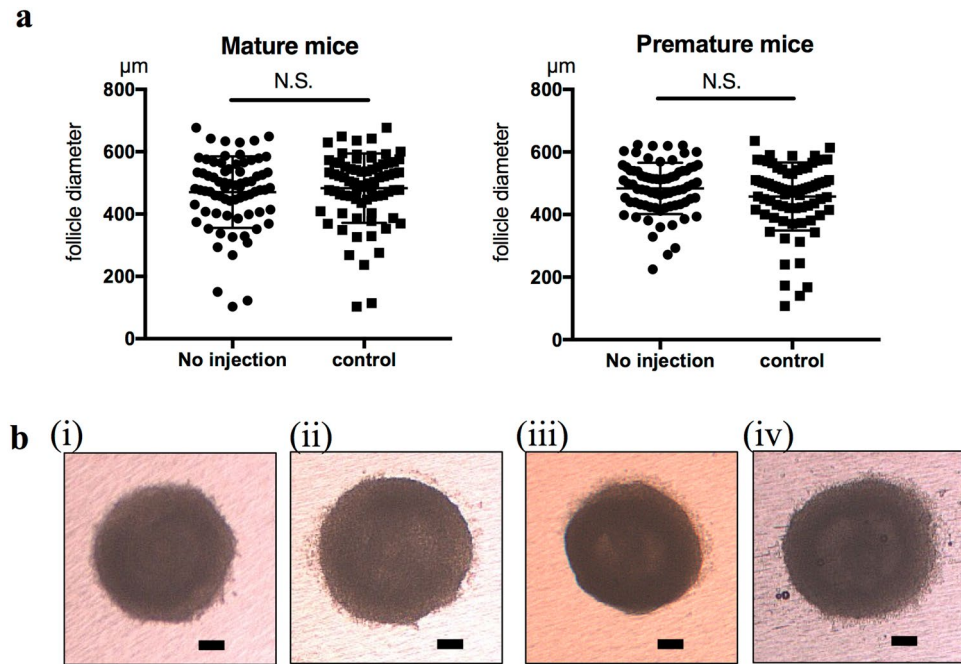 a
Mature mice
µm
N.S.
800
600
400
200
0
follicle diameter
No injection
control
Premature mice
µm
N.S.
800
600
400
200
0
follicle diameter
No injection
control
b
(i)
(ii)
(iii)
(iv)